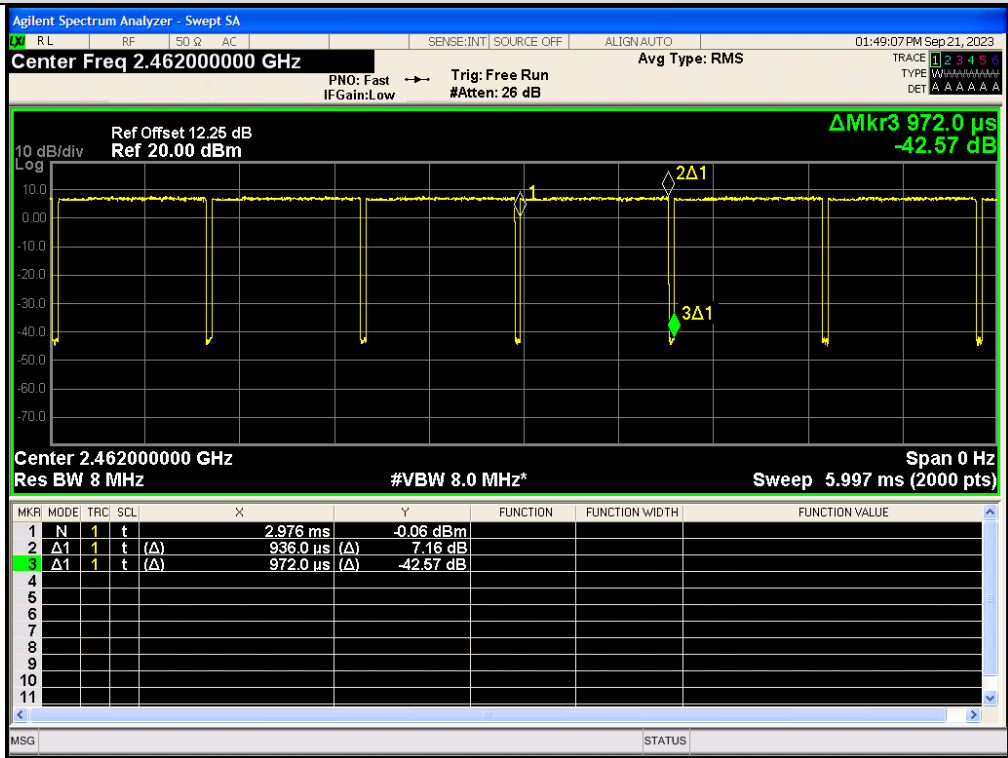 Agilent Spectrum Analyzer - Swept SA
LXI RL RF 50 Ω AC SENSE:INT SOURCE OFF ALIGN AUTO 01:49:07 PM Sep 21, 2023
Center Freq 2.462000000 GHz Avg Type: RMS TRACE 1 2 3 4 5 6
PNO: Fast Trig: Free Run TYPE WWWWWW
IFGain:Low #Atten: 26 dB DET A A A A A A
ΔMkr3 972.0 µs
Ref Offset 12.25 dB
10 dB/div Ref 20.00 dBm -42.57 dB
Log
2Δ1
10.0
1
0.00
-10.0
-20.0
-30.0
3Δ1
-40.0
-50.0
-60.0
-70.0
Center 2.462000000 GHz Span 0 Hz
Res BW 8 MHz #VBW 8.0 MHz* Sweep 5.997 ms (2000 pts)
MKR MODE TRC SCL X Y FUNCTION FUNCTION WIDTH FUNCTION VALUE
1 N 1 t 2.976 ms -0.06 dBm
2 Δ1 1 t (Δ) 936.0 µs (Δ) 7.16 dB
3 Δ1 1 t (Δ) 972.0 µs (Δ) -42.57 dB
4
5
6
7
8
9
10
11
MSG STATUS